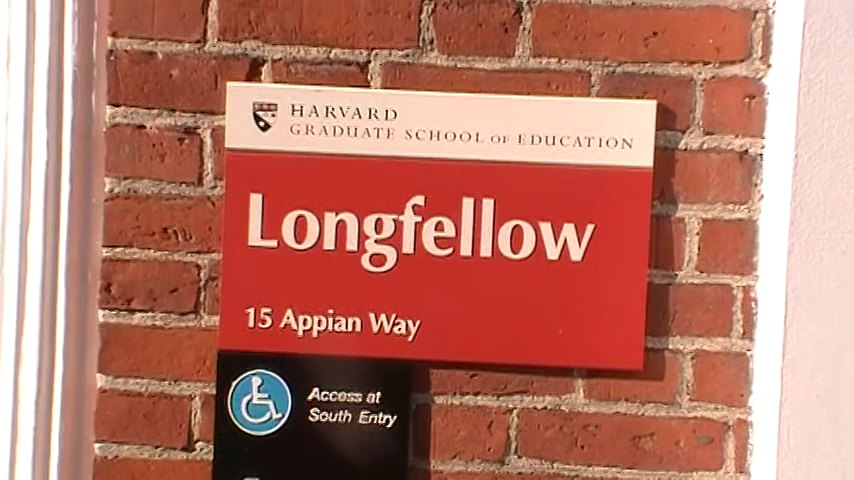 HARVARD
GRADUATE SCHOOL OF EDUCATION
Longfellow
15 Appian Way
Access at
South Entry